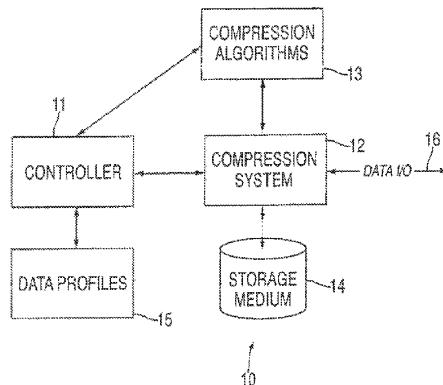 COMPRESSION
ALGORITHMS
13
11
CONTROLLER
12
COMPRESSION
SYSTEM
16
DATA I/O
DATA PROFILES
15
STORAGE
MEDIUM
14
10